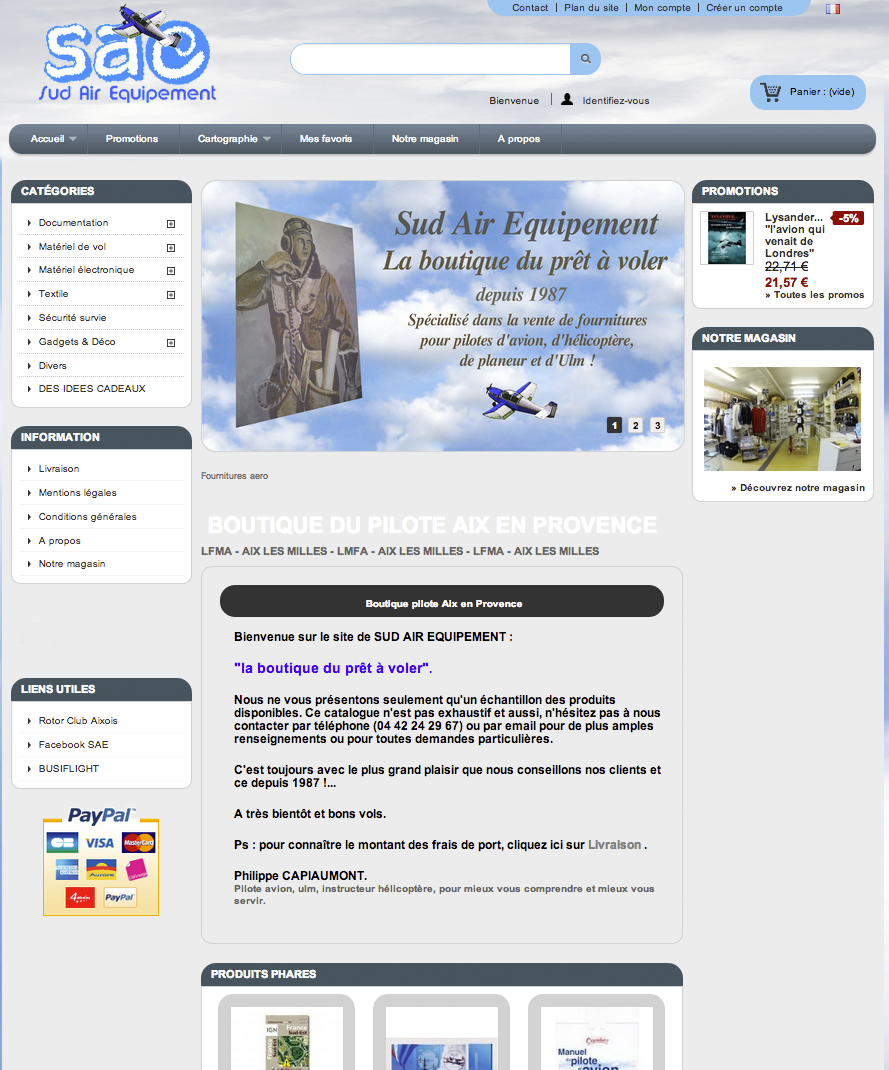 Contact | Plan du site | Mon compte | Créer un compte
sae
Sud Air Equipement
Bienvenue | Identifiez-vous
Panier : (vide)
Accueil
Promotions
Cartographie
Mes favoris
Notre magasin
A propos
CATÉGORIES
Documentation
Matériel de vol
Matériel électronique
Textile
Sécurité survie
Gadgets & Déco
Divers
DES IDEES CADEAUX
INFORMATION
Livraison
Mentions légales
Conditions générales
A propos
Notre magasin
LIENS UTILES
Rotor Club Aixois
Facebook SAE
BUSIFLIGHT
PayPal
CB
VISA
MasterCard
Aurore
4étoiles
PayPal
Sud Air Equipement
La boutique du prêt à voler
depuis 1987
Spécialisé dans la vente de fournitures
pour pilotes d'avion, d'hélicoptère,
de planeur et d'Ulm !
1 2 3
Fournitures aero
BOUTIQUE DU PILOTE AIX EN PROVENCE
LFMA - AIX LES MILLES - LMFA - AIX LES MILLES - LFMA - AIX LES MILLES
Boutique pilote Aix en Provence
Bienvenue sur le site de SUD AIR EQUIPEMENT :
"la boutique du prêt à voler".
Nous ne vous présentons seulement qu'un échantillon des produits
disponibles. Ce catalogue n'est pas exhaustif et aussi, n'hésitez pas à nous
contacter par téléphone (04 42 24 29 67) ou par email pour de plus amples
renseignements ou pour toutes demandes particulières.
C'est toujours avec le plus grand plaisir que nous conseillons nos clients et
ce depuis 1987 !...
A très bientôt et bons vols.
Ps : pour connaître le montant des frais de port, cliquez ici sur Livraison .
Philippe CAPIAUMONT.
Pilote avion, ulm, instructeur hélicoptère, pour mieux vous comprendre et mieux vous
servir.
PRODUITS PHARES
IGN
France
Sud-Est
Manuel
du pilote
d'avion
PROMOTIONS
Lysander...
-5%
"l'avion qui
venait de
Londres"
22,71 €
21,57 €
» Toutes les promos
NOTRE MAGASIN
» Découvrez notre magasin